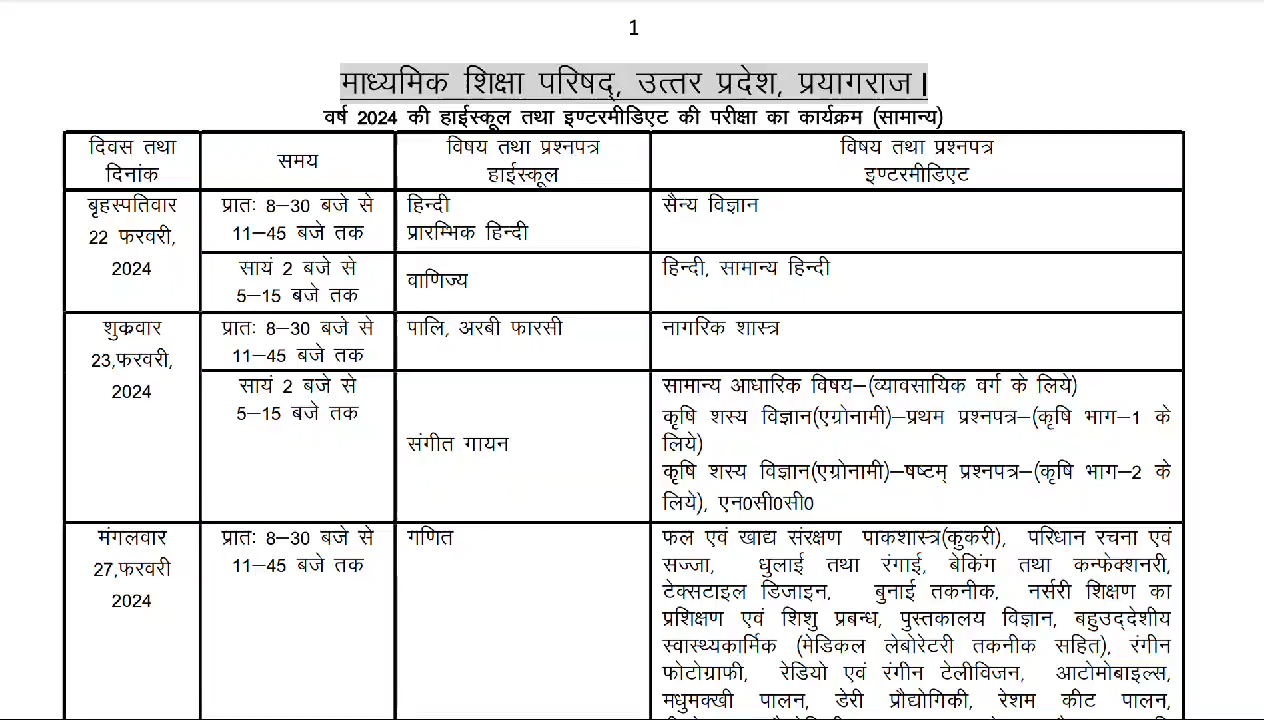 1
माध्यमिक शिक्षा परिषद्, उत्तर प्रदेश, प्रयागराज।
वर्ष 2024 की हाईस्कूल तथा इण्टरमीडिएट की परीक्षा का कार्यक्रम (सामान्य)
दिवस तथा
दिनांक
समय
विषय तथा प्रश्नपत्र
हाईस्कूल
विषय तथा प्रश्नपत्र
इण्टरमीडिएट
बृहस्पतिवार
22 फरवरी,
2024
प्रातः 8–30 बजे से
11–45 बजे तक
हिन्दी
प्रारम्भिक हिन्दी
सैन्य विज्ञान
सायं 2 बजे से
5–15 बजे तक
वाणिज्य
हिन्दी, सामान्य हिन्दी
शुक्रवार
23,फरवरी,
2024
प्रातः 8–30 बजे से
11–45 बजे तक
पालि, अरबी फारसी
नागरिक शास्त्र
सायं 2 बजे से
5–15 बजे तक
संगीत गायन
सामान्य आधारिक विषय–(व्यावसायिक वर्ग के लिये)
कृषि शस्य विज्ञान(एग्रोनामी)–प्रथम प्रश्नपत्र–(कृषि भाग–1 के
लिये)
कृषि शस्य विज्ञान(एग्रोनामी)–षष्टम् प्रश्नपत्र–(कृषि भाग–2 के
लिये), एन0सी0सी0
मंगलवार
27,फरवरी
2024
प्रातः 8–30 बजे से
11–45 बजे तक
गणित
फल एवं खाद्य संरक्षण पाकशास्त्र(कुकरी), परिधान रचना एवं
सज्जा, धुलाई तथा रंगाई, बेकिंग तथा कन्फेक्शनरी,
टेक्सटाइल डिजाइन, बुनाई तकनीक, नर्सरी शिक्षण का
प्रशिक्षण एवं शिशु प्रबन्ध, पुस्तकालय विज्ञान, बहुउद्देशीय
स्वास्थ्यकार्मिक (मेडिकल लेबोरेटरी तकनीक सहित), रंगीन
फोटोग्राफी, रेडियो एवं रंगीन टेलीविजन, आटोमोबाइल्स,
मधुमक्खी पालन, डेरी प्रौद्योगिकी, रेशम कीट पालन,